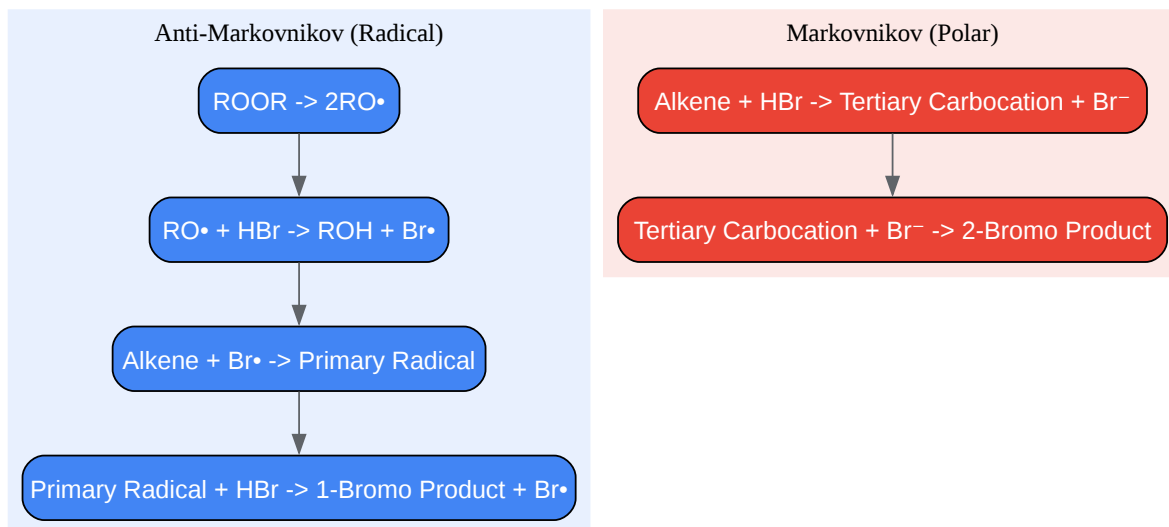 Anti-Markovnikov (Radical)
ROOR -> 2RO•
RO• + HBr -> ROH + Br•
Alkene + Br• -> Primary Radical
Primary Radical + HBr -> 1-Bromo Product + Br•
Markovnikov (Polar)
Alkene + HBr -> Tertiary Carbocation + Br⁻
Tertiary Carbocation + Br⁻ -> 2-Bromo Product